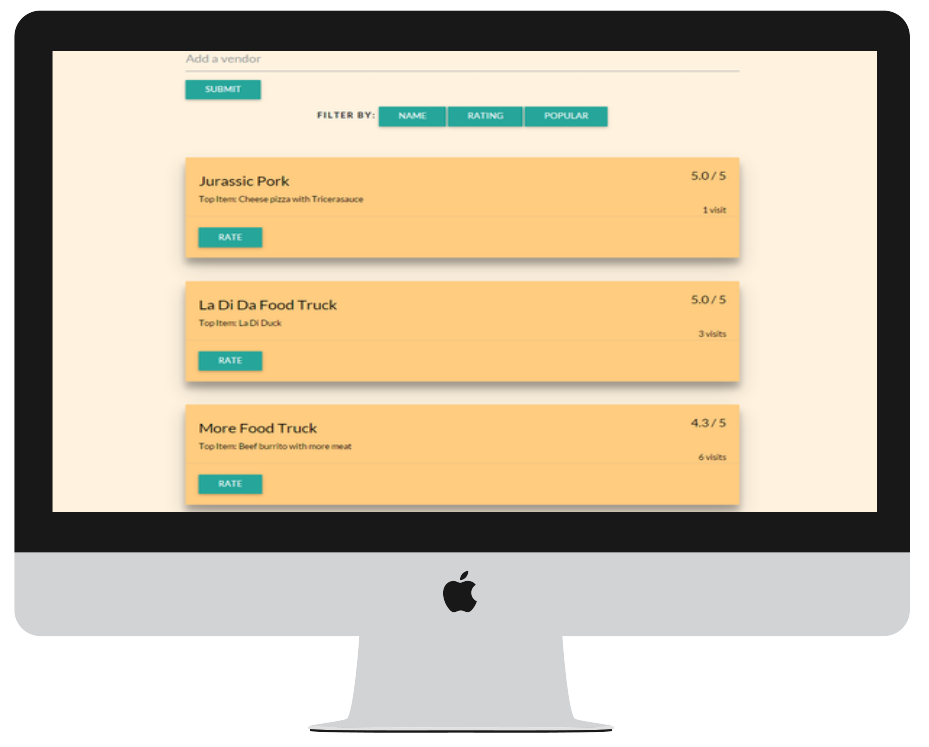 Add a vendor
SUBMIT
FILTER BY: NAME RATING POPULAR
Jurassic Pork 5.0 / 5
Top Item: Cheese pizza with Tricerasauce
1 visit
RATE
La Di Da Food Truck 5.0 / 5
Top Item: La Di Duck
3 visits
RATE
More Food Truck 4.3 / 5
Top Item: Beef burrito with more meat
6 visits
RATE